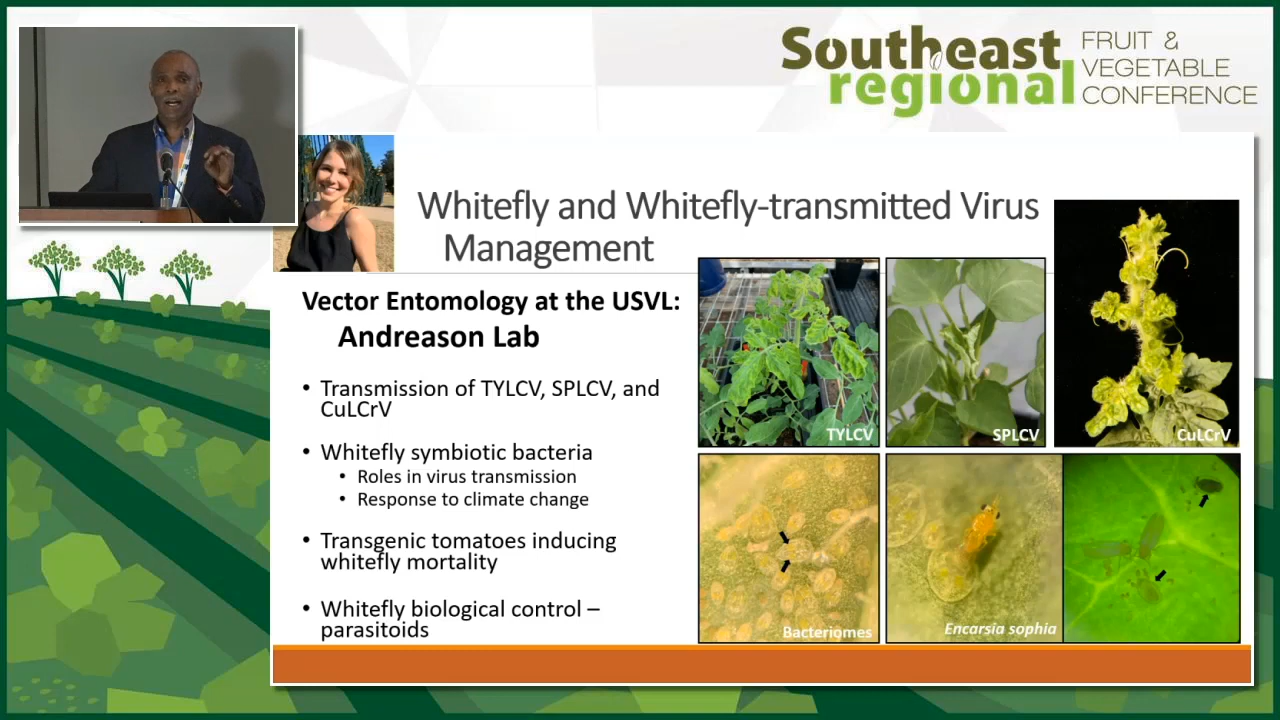 Southeast
regional
FRUIT &
VEGETABLE
CONFERENCE
Whitefly and Whitefly-transmitted Virus
Management
Vector Entomology at the USVL:
Andreason Lab
• Transmission of TYLCV, SPLCV, and
CuLCrV
• Whitefly symbiotic bacteria
• Roles in virus transmission
• Response to climate change
• Transgenic tomatoes inducing
whitefly mortality
• Whitefly biological control –
parasitoids
TYLCV
SPLCV
CuLCrV
Bacteriomes
Encarsia sophia